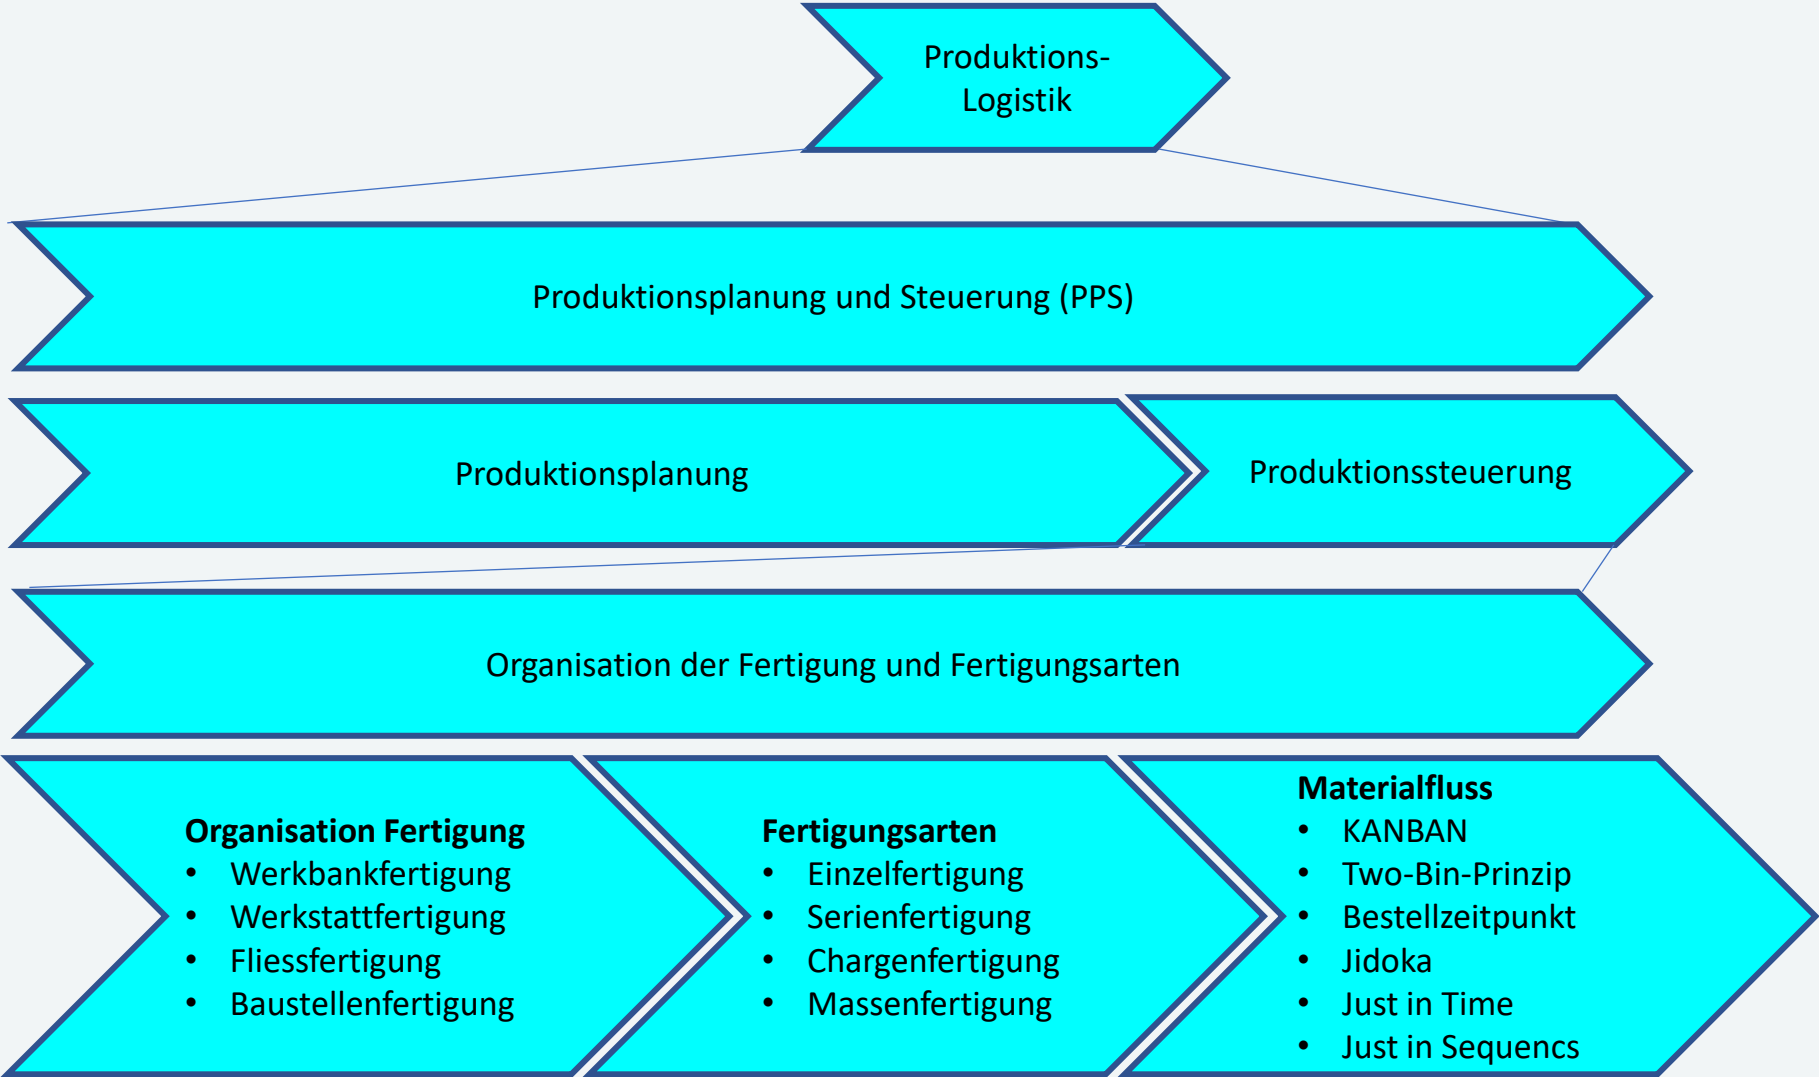 Produktions-
Logistik
Produktionsplanung und Steuerung (PPS)
Produktionsplanung
Produktionssteuerung
Organisation der Fertigung und Fertigungsarten
Organisation Fertigung
• Werkbankfertigung
• Werkstattfertigung
• Fliessfertigung
• Baustellenfertigung
Fertigungsarten
• Einzelfertigung
• Serienfertigung
• Chargenfertigung
• Massenfertigung
Materialfluss
• KANBAN
• Two-Bin-Prinzip
• Bestellzeitpunkt
• Jidoka
• Just in Time
• Just in Sequencs